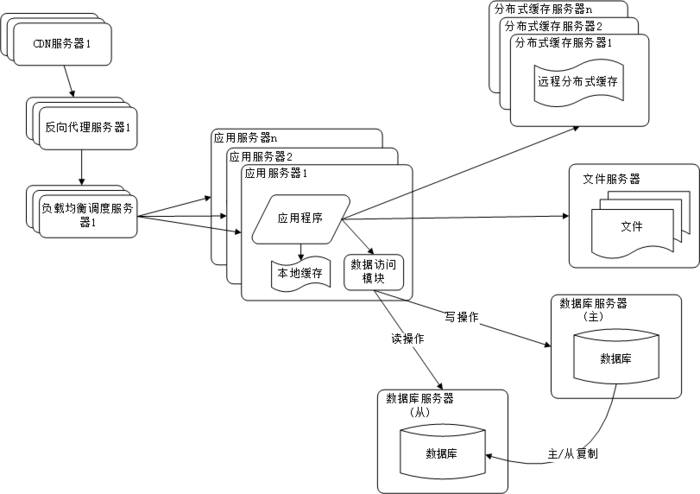 CDN服务器1
反向代理服务器1
负载均衡调度服务
器1
应用服务器n
应用服务器2
应用服务器1
应用程序
本地缓存
数据访问
模块
分布式缓存服务器n
分布式缓存服务器2
分布式缓存服务器1
远程分布式缓存
文件服务器
文件
写操作
读操作
数据库服务器
(主)
数据库
数据库服务器
(从)
数据库
主/从复制